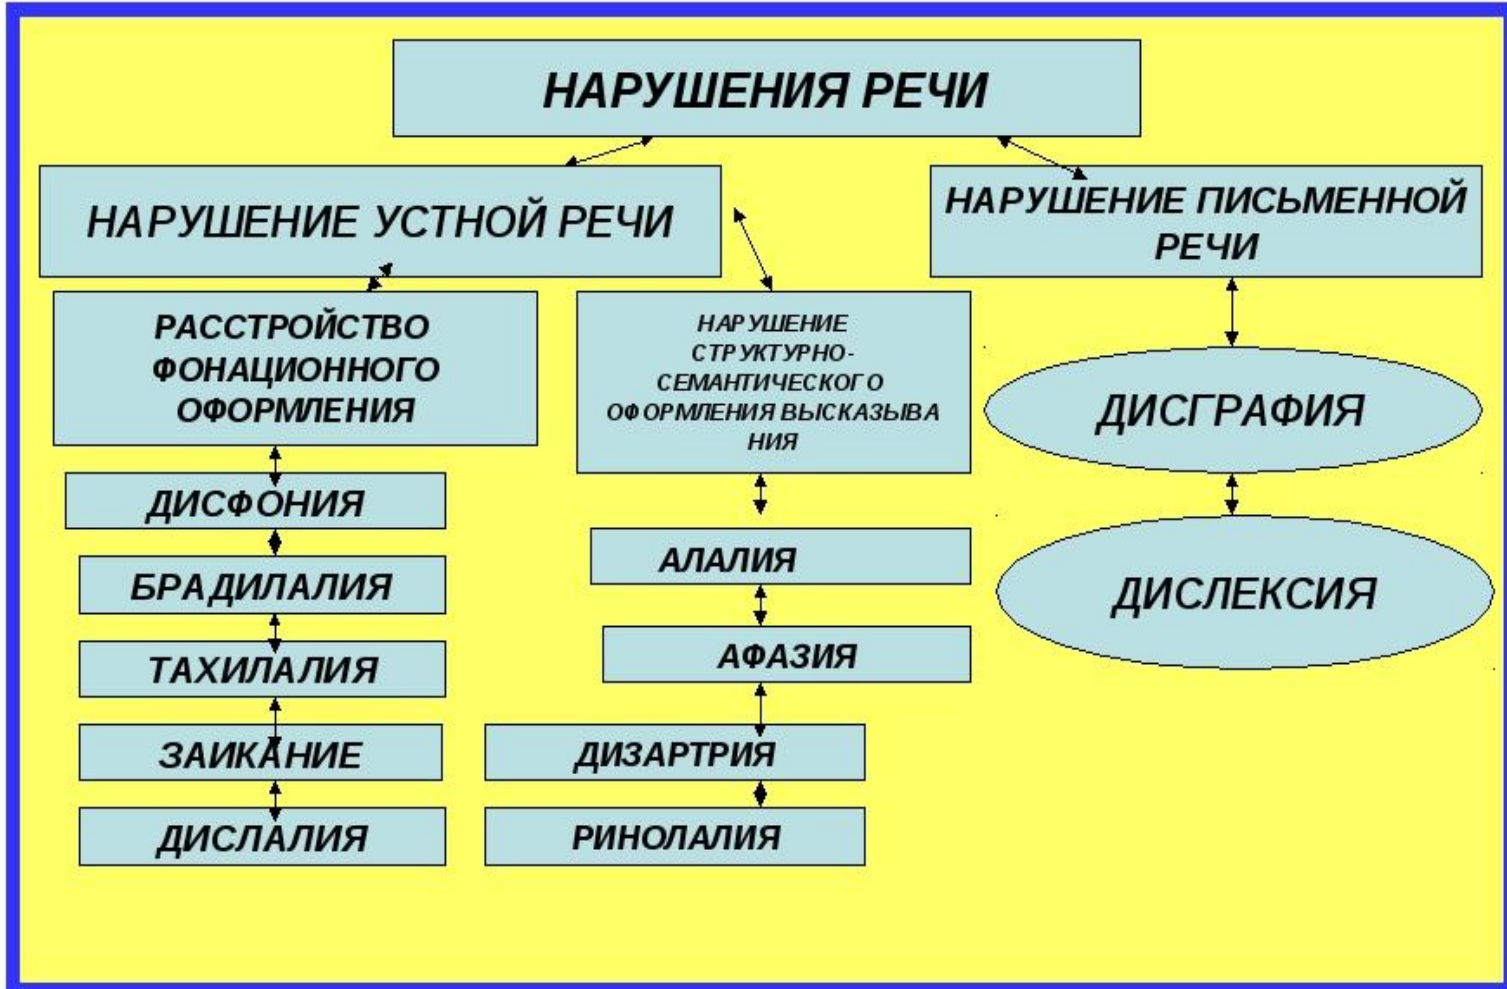 НАРУШЕНИЯ РЕЧИ
НАРУШЕНИЕ УСТНОЙ РЕЧИ
НАРУШЕНИЕ ПИСЬМЕННОЙ
РЕЧИ
РАССТРОЙСТВО
ФОНАЦИОННОГО
ОФОРМЛЕНИЯ
ДИСФОНИЯ
БРАДИЛАЛИЯ
ТАХИЛАЛИЯ
ЗАИКАНИЕ
ДИСЛАЛИЯ
НАРУШЕНИЕ
СТРУКТУРНО-
СЕМАНТИЧЕСКОГО
ОФОРМЛЕНИЯ ВЫСКАЗЫВА
НИЯ
АЛАЛИЯ
АФАЗИЯ
ДИЗАРТРИЯ
РИНОЛАЛИЯ
ДИСГРАФИЯ
ДИСЛЕКСИЯ